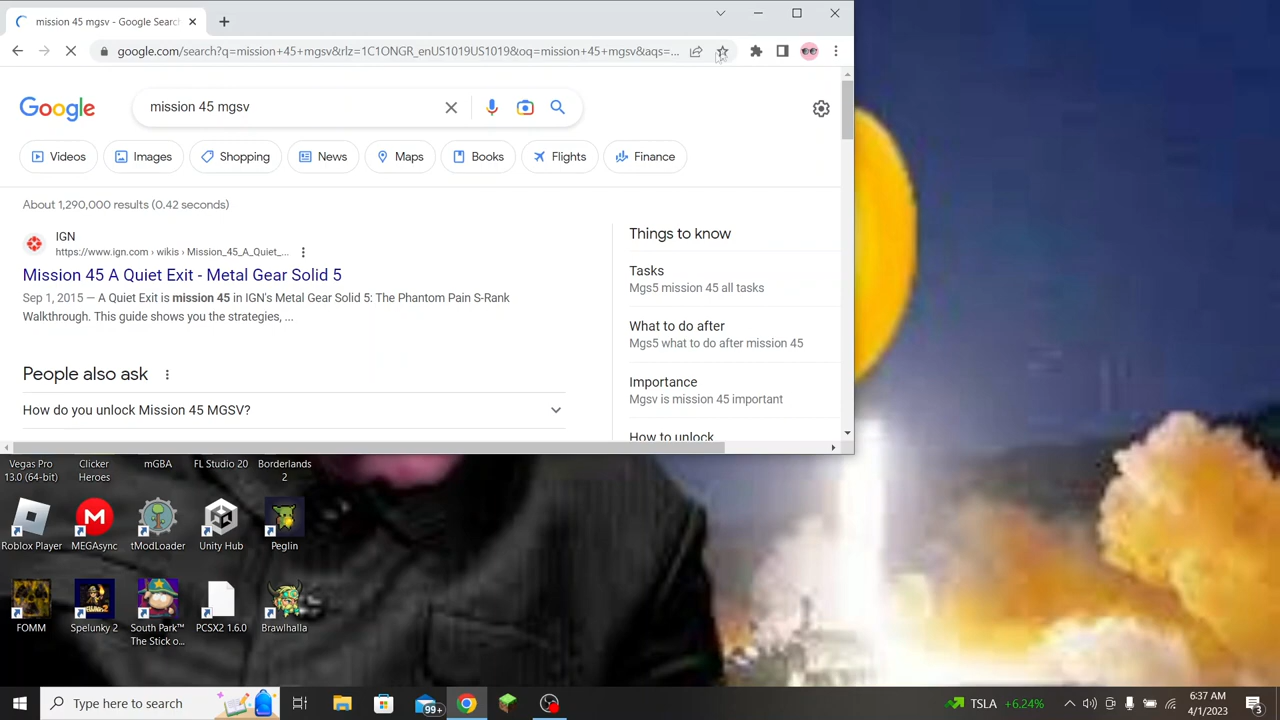 mission 45 mgsv - Google Searc
google.com/search?q=mission+45+mgsv&rlz=1C1ONGR_enUS1019US1019&oq=mission+45+mgsv&aqs=...
Google
mission 45 mgsv
Videos
Images
Shopping
News
Maps
Books
Flights
Finance
About 1,290,000 results (0.42 seconds)
IGN
https://www.ign.com › wikis › Mission_45_A_Quiet_...
Mission 45 A Quiet Exit - Metal Gear Solid 5
Sep 1, 2015 — A Quiet Exit is mission 45 in IGN's Metal Gear Solid 5: The Phantom Pain S-Rank
Walkthrough. This guide shows you the strategies, ...
People also ask
How do you unlock Mission 45 MGSV?
Things to know
Tasks
Mgs5 mission 45 all tasks
What to do after
Mgs5 what to do after mission 45
Importance
Mgsv is mission 45 important
How to unlock
Vegas Pro
13.0 (64-bit)
Clicker
Heroes
mGBA
FL Studio 20
Borderlands
2
Roblox Player
MEGAsync
tModLoader
Unity Hub
Peglin
FOMM
Spelunky 2
South Park™
The Stick o...
PCSX2 1.6.0
Brawlhalla
Type here to search
99+
TSLA +6.24%
6:37 AM
4/1/2023
3